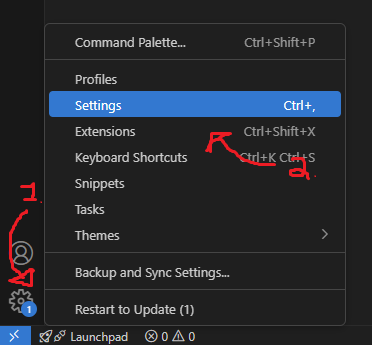 Command Palette... Ctrl+Shift+P
Profiles
Settings Ctrl+,
Extensions Ctrl+Shift+X
Keyboard Shortcuts Ctrl+K Ctrl+S
Snippets
Tasks
Themes
Backup and Sync Settings...
Restart to Update (1)
1.
2.
1
Launchpad 0 0